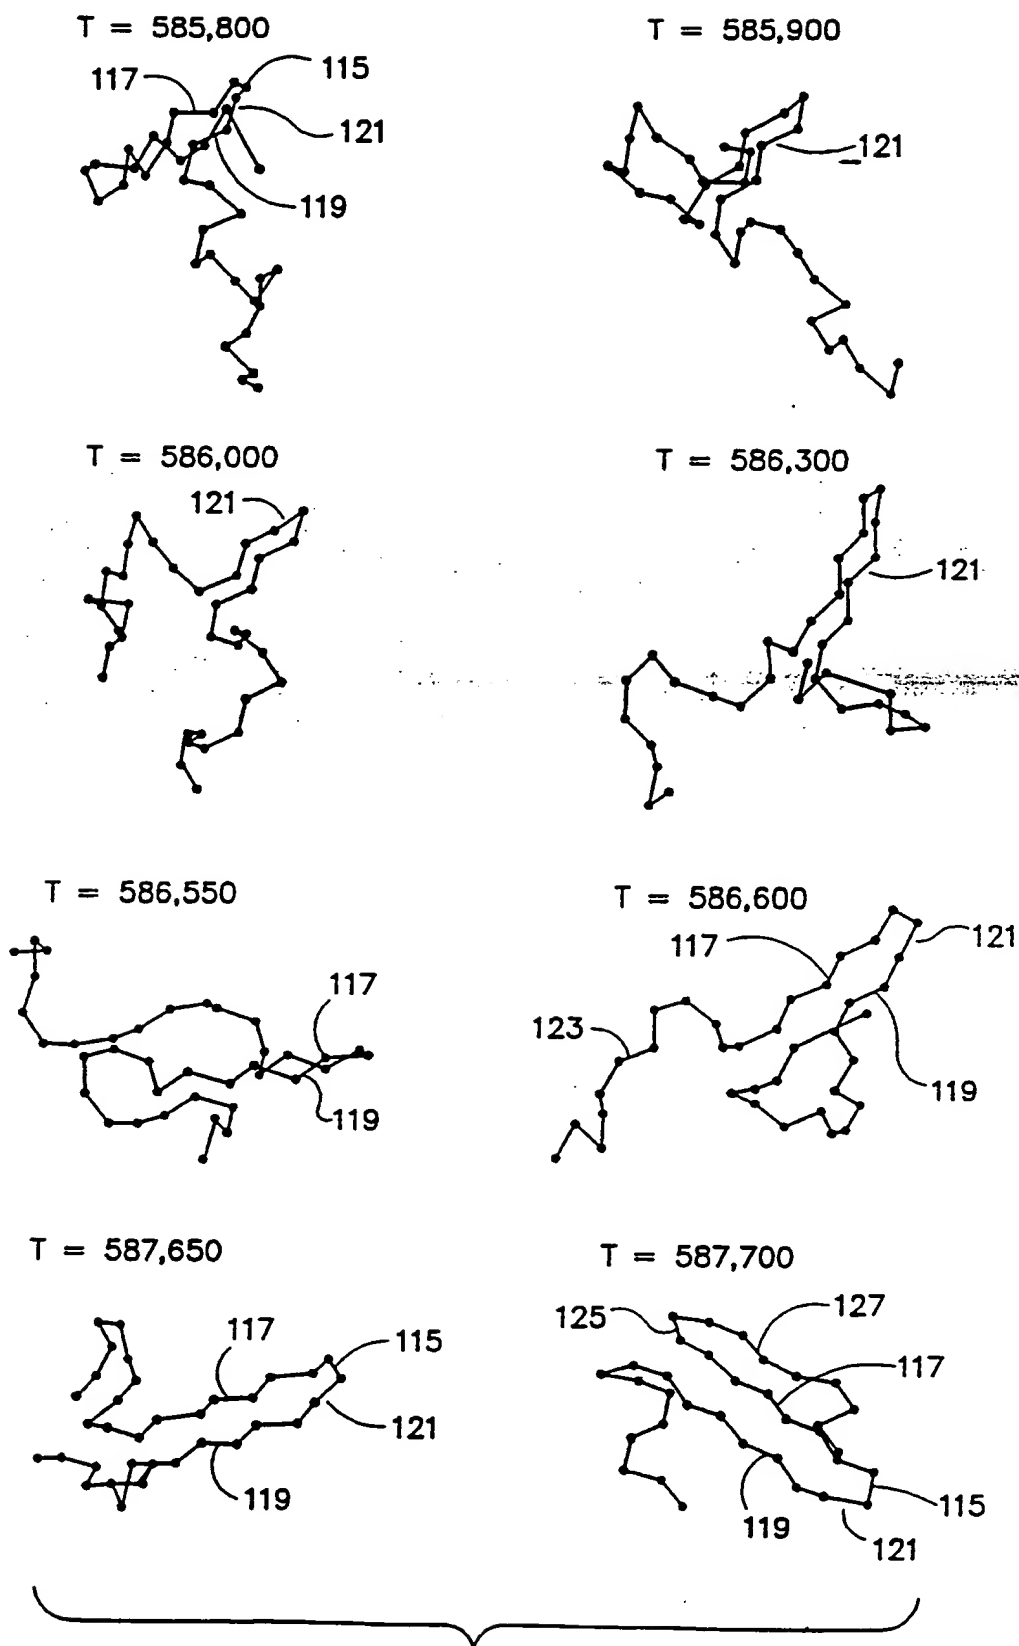 T = 585,800
T = 585,900
117
115
121
119
121
T = 586,000
T = 586,300
121
121
T = 586,550
T = 586,600
117
119
117
121
123
119
T = 587,650
T = 587,700
117
115
121
119
125
127
117
115
119
121